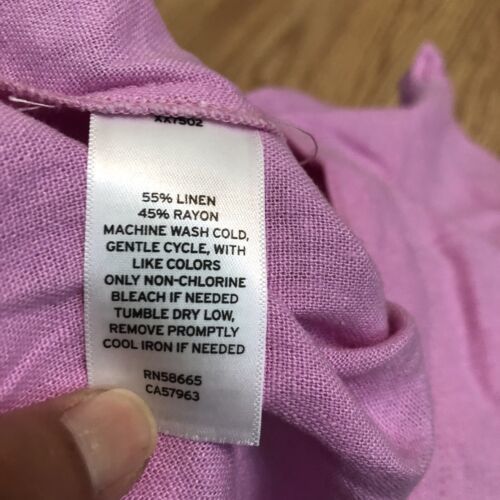 55% LINEN
45% RAYON
MACHINE WASH COLD,
GENTLE CYCLE, WITH
LIKE COLORS
ONLY NON-CHLORINE
BLEACH IF NEEDED
TUMBLE DRY LOW,
REMOVE PROMPTLY
COOL IRON IF NEEDED
RN58665
CA57963